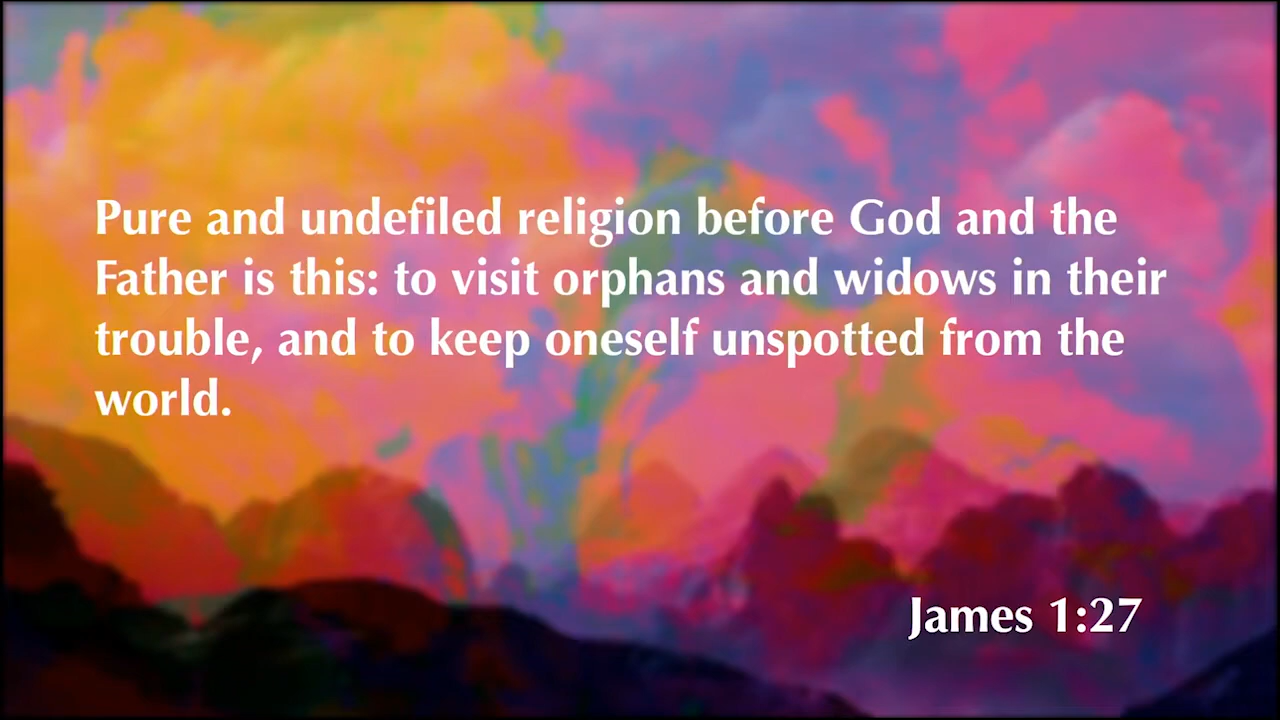 Pure and undefiled religion before God and the
Father is this: to visit orphans and widows in their
trouble, and to keep oneself unspotted from the
world.
James 1:27